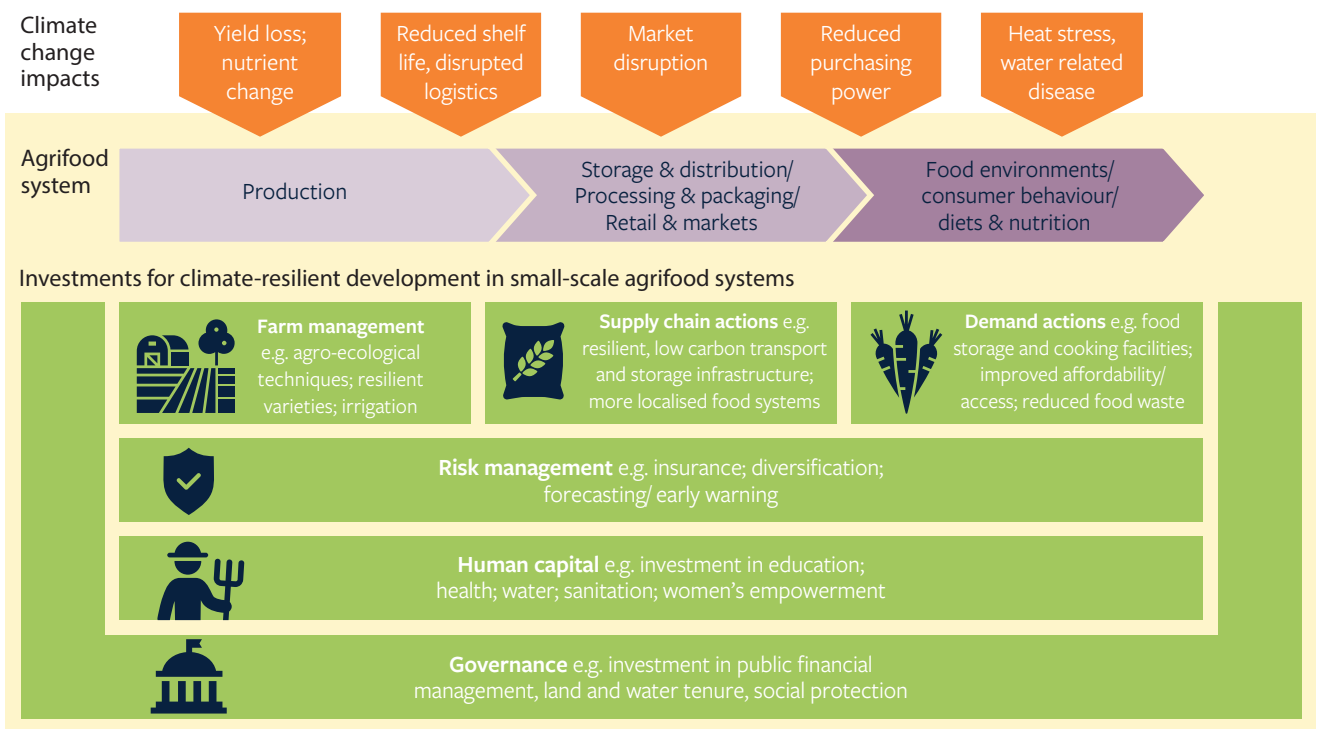 Climate
change
impacts
Yield loss;
nutrient
change
Reduced shelf
life, disrupted
logistics
Market
disruption
Reduced
purchasing
power
Heat stress,
water related
disease
Agrifood
system
Production
Storage & distribution/
Processing & packaging/
Retail & markets
Food environments/
consumer behaviour/
diets & nutrition
Investments for climate-resilient development in small-scale agrifood systems
Farm management
e.g. agro-ecological
techniques; resilient
varieties; irrigation
Supply chain actions e.g.
resilient, low carbon transport
and storage infrastructure;
more localised food systems
Demand actions e.g. food
storage and cooking facilities;
improved affordability/
access; reduced food waste
Risk management e.g. insurance; diversification;
forecasting/ early warning
Human capital e.g. investment in education;
health; water; sanitation; women’s empowerment
Governance e.g. investment in public financial
management, land and water tenure, social protection